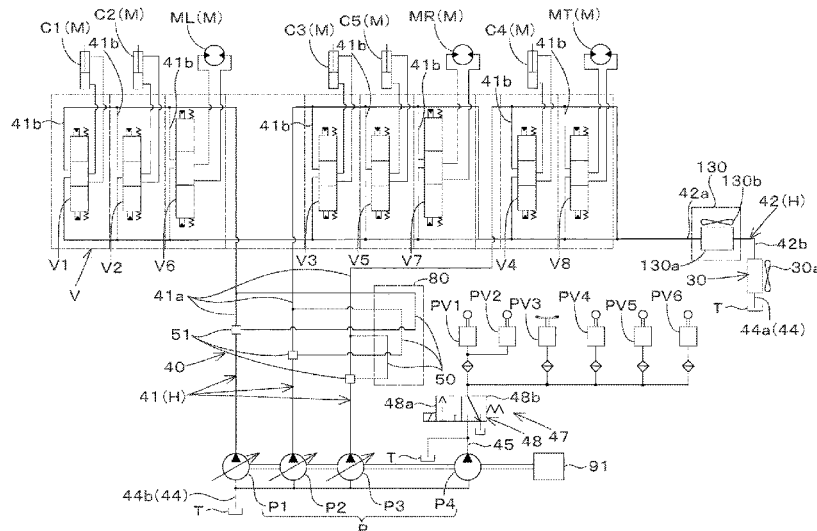 C1(M)
C2(M)
ML(M)
C3(M)
C5(M)
MR(M)
C4(M)
MT(M)
41b
41b
41b
41b
41b
41b
41b
41b
130
130b
42a
42(H)
42b
130a
30
30a
T
44a(44)
V1
V2
V6
V3
V5
V7
V4
V8
V
80
41a
51
40
50
41(H)
PV1
PV2
PV3
PV4
PV5
PV6
48a
48b
48
47
45
T
91
44b(44)
T
P1
P2
P3
P4
P